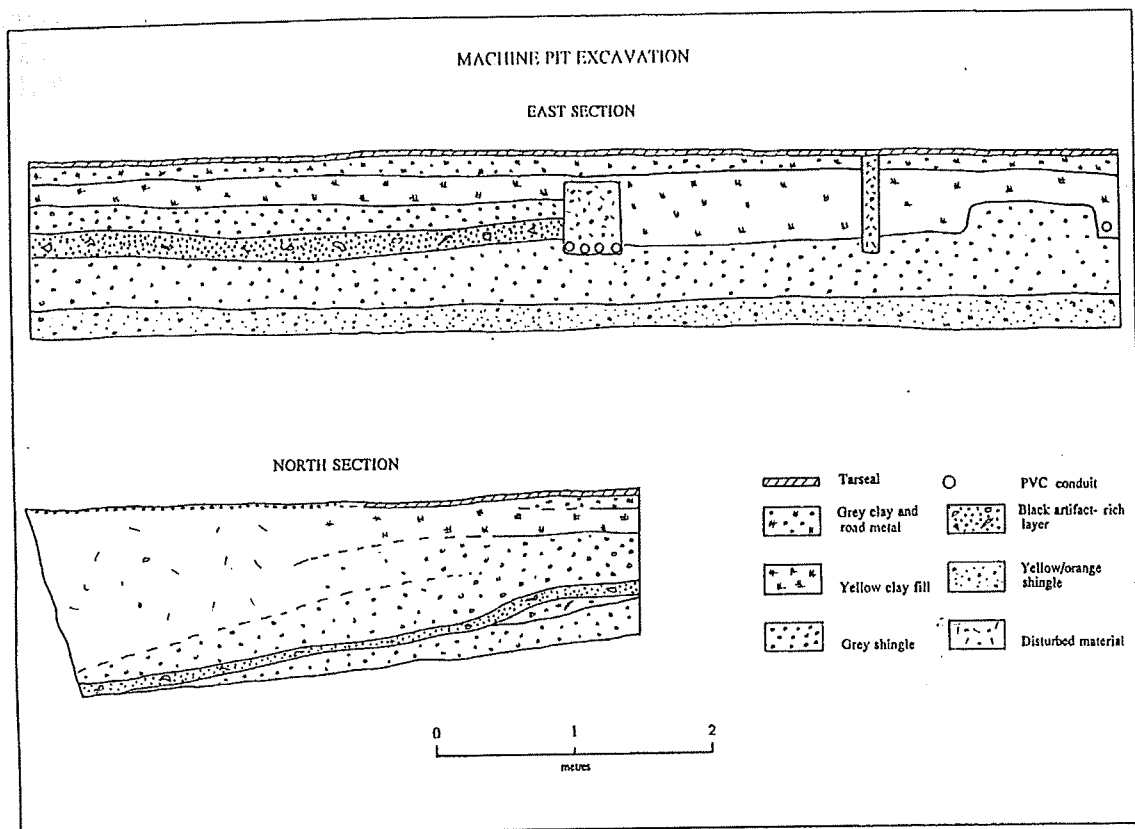 MACHINE PIT EXCAVATION
EAST SECTION
NORTH SECTION
Tarseal
PVC conduit
Grey clay and
road metal
Black artifact- rich
layer
Yellow clay fill
Yellow/orange
shingle
Grey shingle
Disturbed material
0 1 2
metres